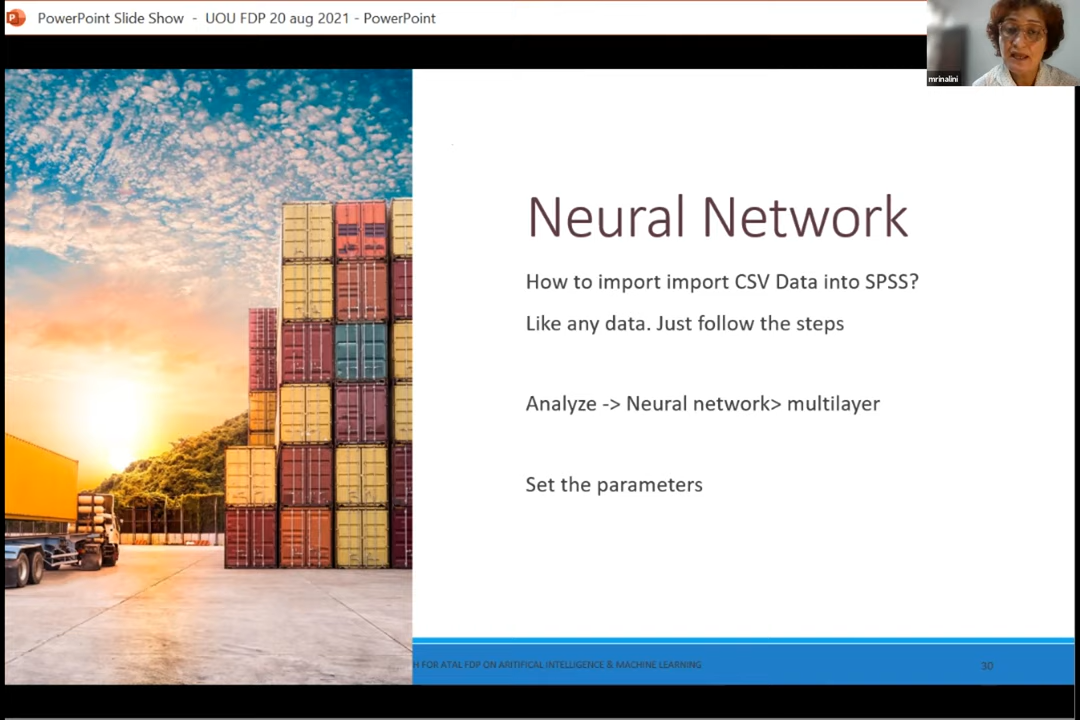 PowerPoint Slide Show - UOU FDP 20 aug 2021 - PowerPoint
mrinalini
Neural Network
How to import import CSV Data into SPSS?
Like any data. Just follow the steps
Analyze -> Neural network> multilayer
Set the parameters
H FOR ATAL FDP ON ARITIFICAL INTELLIGENCE & MACHINE LEARNING
30